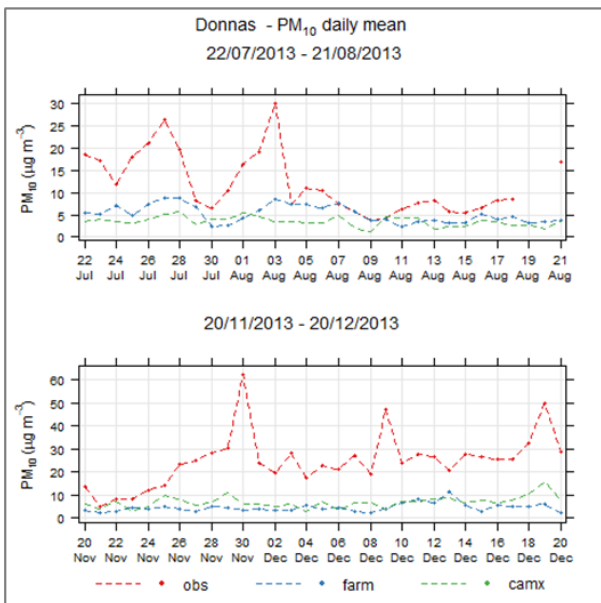 Donnas - PM10 daily mean
22/07/2013 - 21/08/2013
PM10 (µg m⁻³)
30
25
20
15
10
5
0
22 24 26 28 30 01 03 05 07 09 11 13 15 17 19 21
Jul Jul Jul Jul Jul Aug Aug Aug Aug Aug Aug Aug Aug Aug Aug Aug
20/11/2013 - 20/12/2013
PM10 (µg m⁻³)
60
50
40
30
20
10
0
20 22 24 26 28 30 02 04 06 08 10 12 14 16 18 20
Nov Nov Nov Nov Nov Nov Dec Dec Dec Dec Dec Dec Dec Dec Dec Dec
obs farm camx